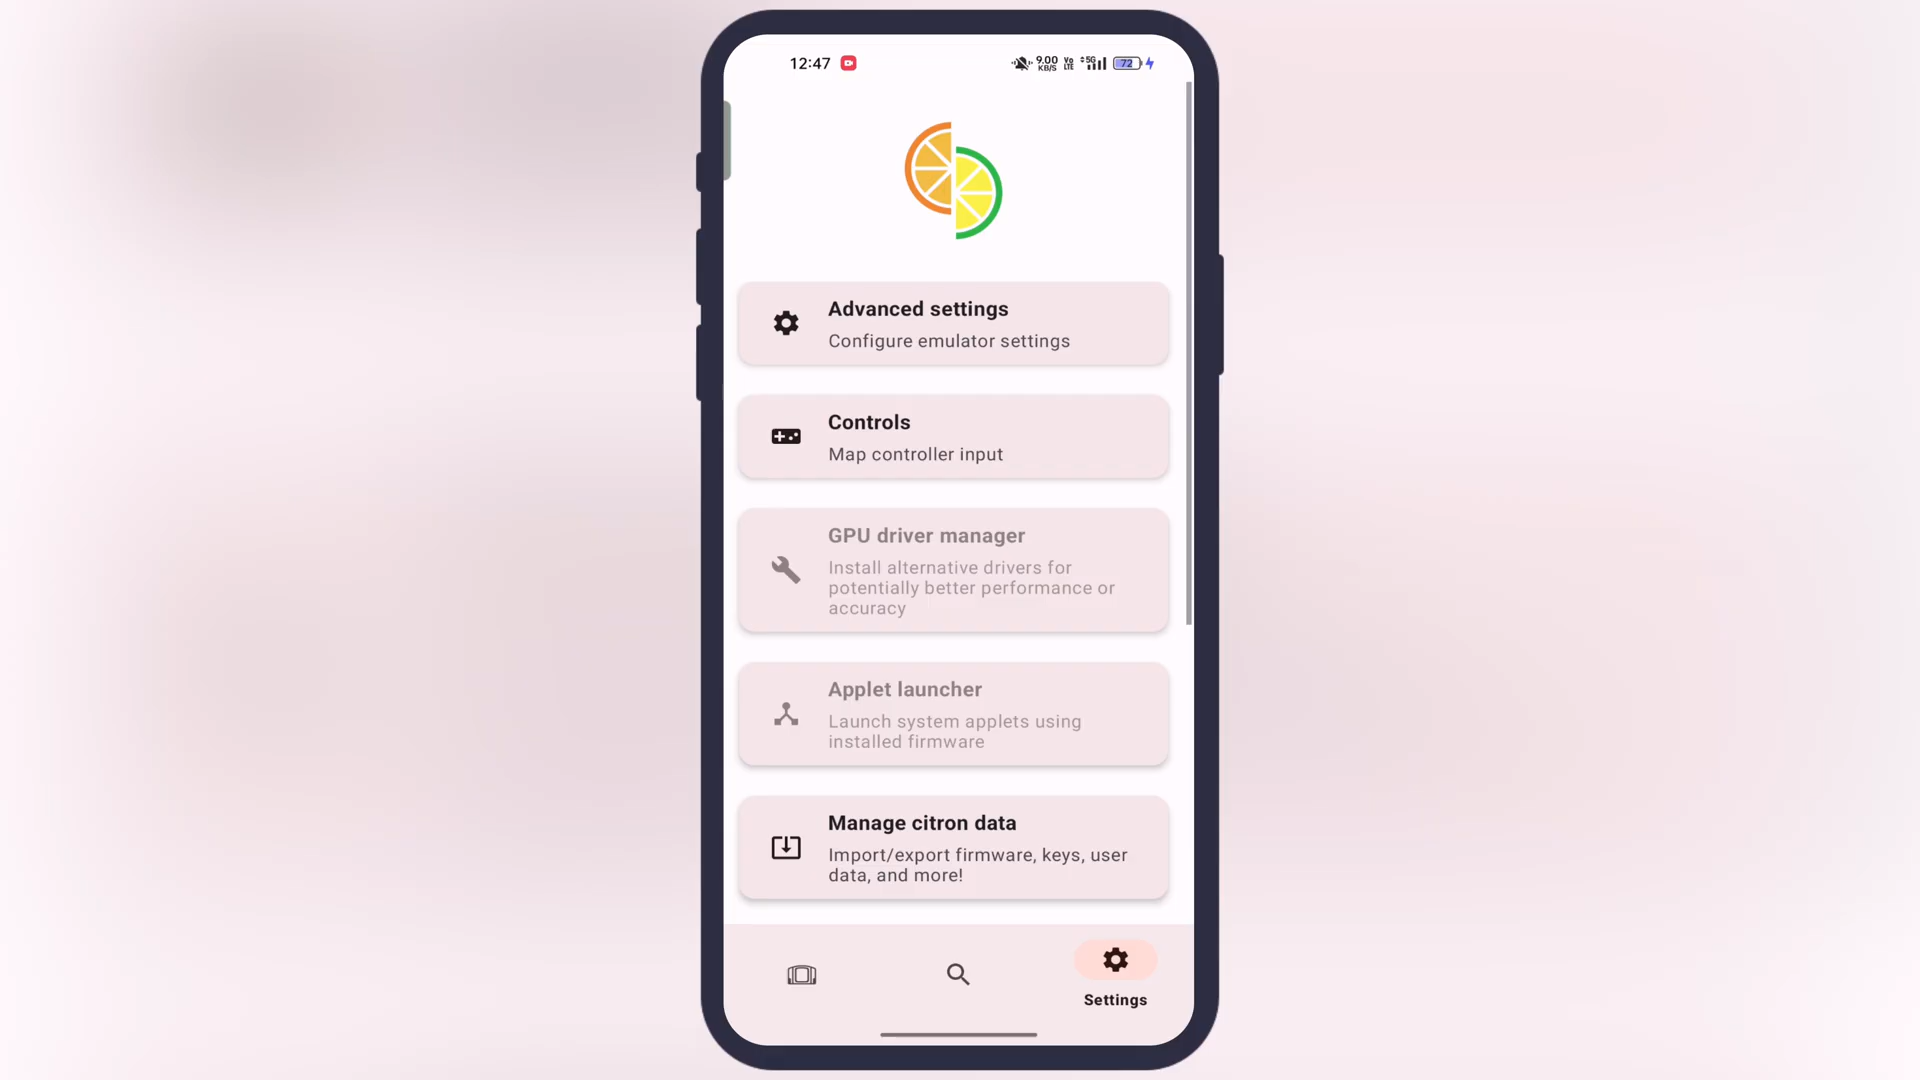 12:47
9.00
KB/S
Vo
LTE
5G
72
Advanced settings
Configure emulator settings
Controls
Map controller input
GPU driver manager
Install alternative drivers for
potentially better performance or
accuracy
Applet launcher
Launch system applets using
installed firmware
Manage citron data
Import/export firmware, keys, user
data, and more!
Settings